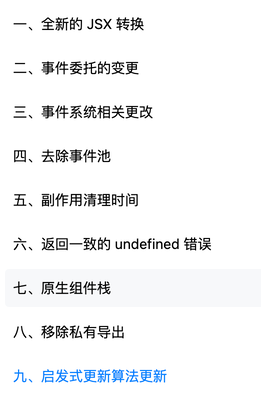 一、全新的 JSX 转换
二、事件委托的变更
三、事件系统相关更改
四、去除事件池
五、副作用清理时间
六、返回一致的 undefined 错误
七、原生组件栈
八、移除私有导出
九、启发式更新算法更新